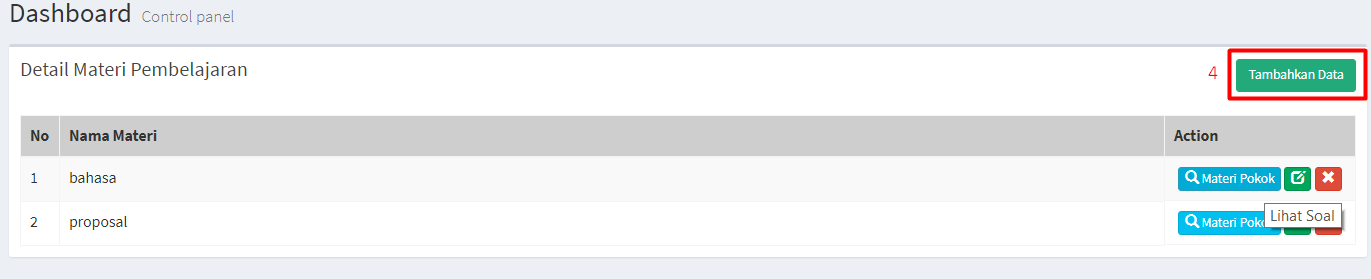 Dashboard Control panel
Detail Materi Pembelajaran 4 Tambahkan Data
No Nama Materi Action
1 bahasa Materi Pokok
2 proposal Materi Poko
Lihat Soal